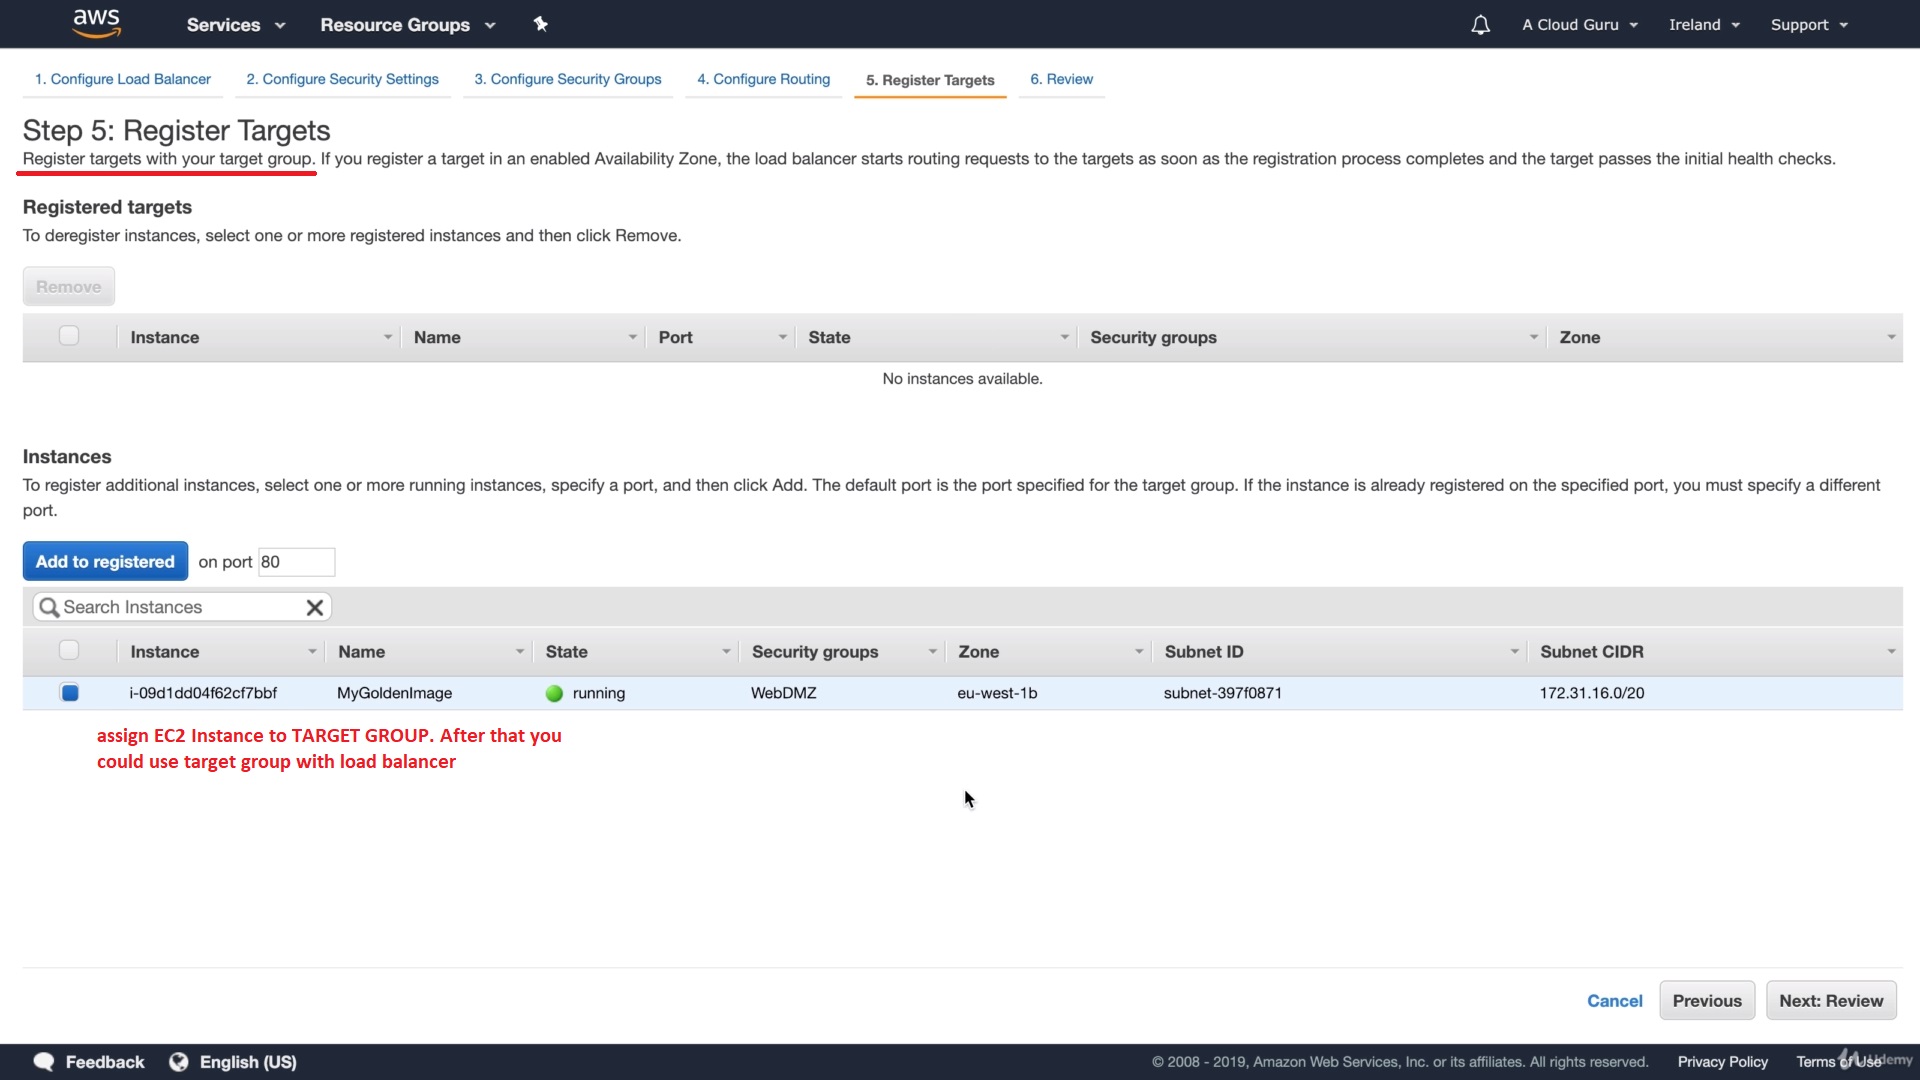 aws
Services
Resource Groups
A Cloud Guru
Ireland
Support
1. Configure Load Balancer
2. Configure Security Settings
3. Configure Security Groups
4. Configure Routing
5. Register Targets
6. Review
Step 5: Register Targets
Register targets with your target group. If you register a target in an enabled Availability Zone, the load balancer starts routing requests to the targets as soon as the registration process completes and the target passes the initial health checks.
Registered targets
To deregister instances, select one or more registered instances and then click Remove.
Remove
Instance
Name
Port
State
Security groups
Zone
No instances available.
Instances
To register additional instances, select one or more running instances, specify a port, and then click Add. The default port is the port specified for the target group. If the instance is already registered on the specified port, you must specify a different
port.
Add to registered
on port
80
Search Instances
Instance
Name
State
Security groups
Zone
Subnet ID
Subnet CIDR
i-09d1dd04f62cf7bbf
MyGoldenImage
running
WebDMZ
eu-west-1b
subnet-397f0871
172.31.16.0/20
assign EC2 Instance to TARGET GROUP. After that you
could use target group with load balancer
Cancel
Previous
Next: Review
Feedback
English (US)
© 2008 - 2019, Amazon Web Services, Inc. or its affiliates. All rights reserved.
Privacy Policy
Terms of Use
Udemy